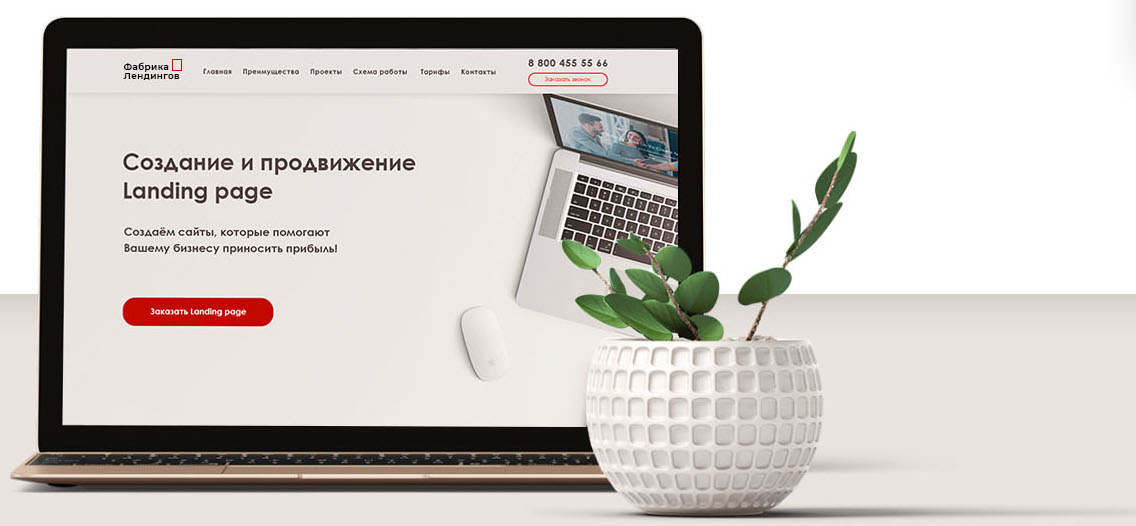 Фабрика
Лендингов
Главная Преимущества Проекты Схема работы Тарифы Контакты
8 800 455 55 66
Заказать звонок
Создание и продвижение
Landing page
Создаём сайты, которые помогают
Вашему бизнесу приносить прибыль!
Заказать Landing page